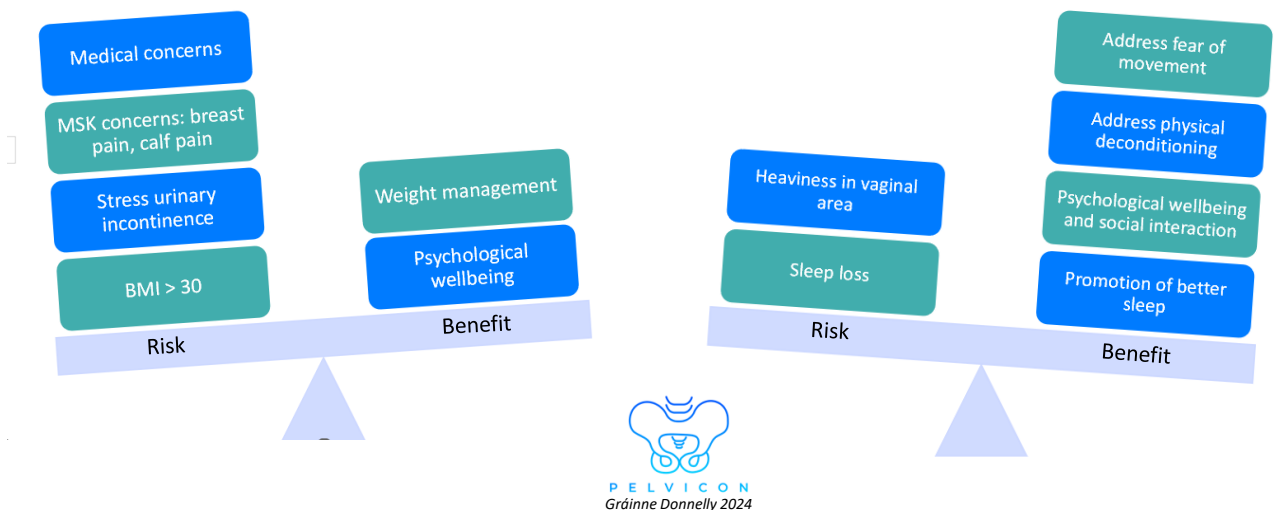 Medical concerns
MSK concerns: breast
pain, calf pain
Stress urinary
incontinence
BMI > 30
Weight management
Psychological
wellbeing
Risk
Benefit
Heaviness in vaginal
area
Sleep loss
Address fear of
movement
Address physical
deconditioning
Psychological wellbeing
and social interaction
Promotion of better
sleep
Risk
Benefit
PELVICON
Gráinne Donnelly 2024